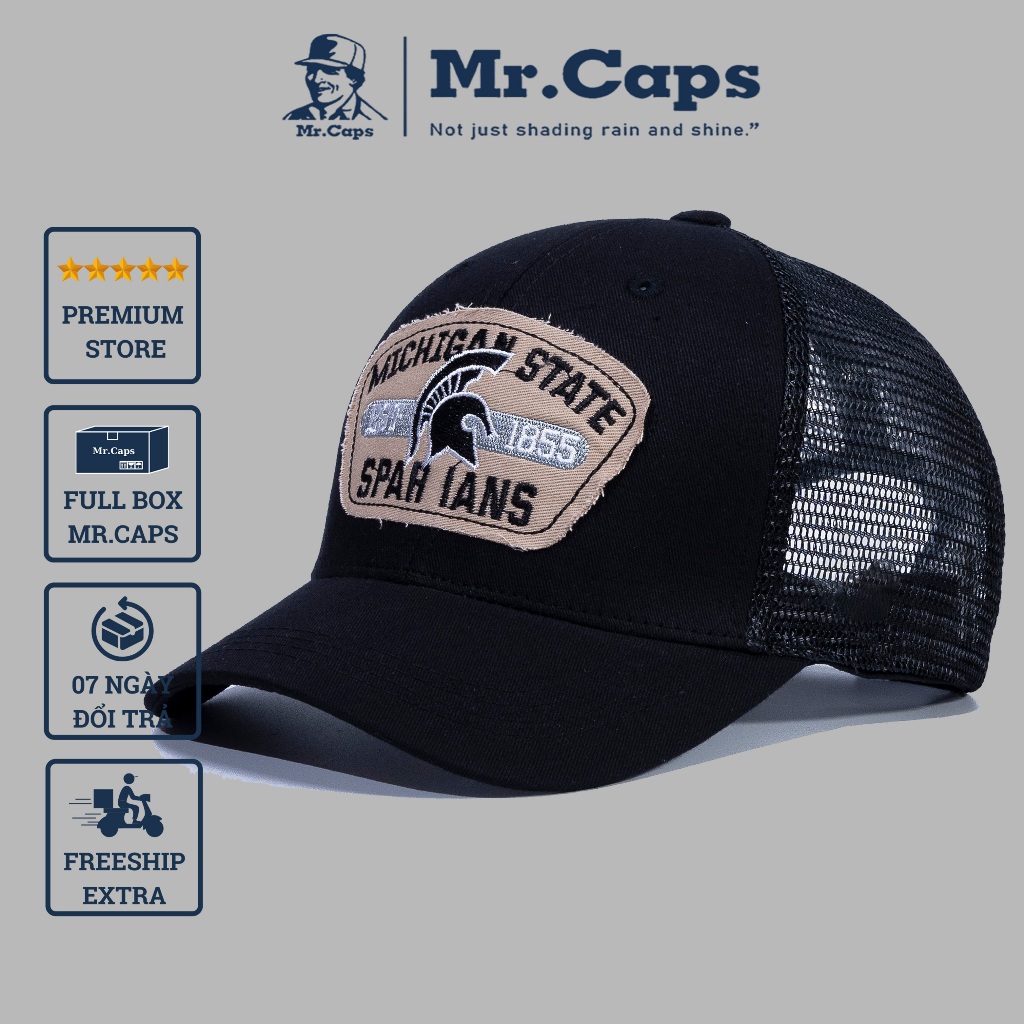 Mr.Caps
Mr.Caps
Not just shading rain and shine.”
PREMIUM
STORE
Mr.Caps
FULL BOX
MR.CAPS
07 NGÀY
ĐỔI TRẢ
FREESHIP
EXTRA
MICHIGAN STATE
1855
SPAR IANS